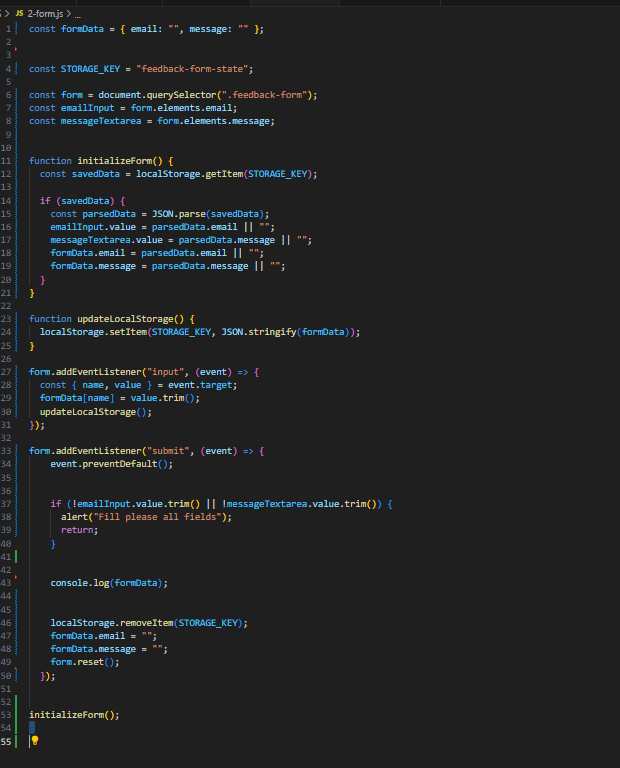 JS 2-form.js > ...
1 const formData = { email: "", message: "" };
2
3
4 const STORAGE_KEY = "feedback-form-state";
5
6 const form = document.querySelector(".feedback-form");
7 const emailInput = form.elements.email;
8 const messageTextarea = form.elements.message;
9
10
11 function initializeForm() {
12 const savedData = localStorage.getItem(STORAGE_KEY);
13
14 if (savedData) {
15 const parsedData = JSON.parse(savedData);
16 emailInput.value = parsedData.email || "";
17 messageTextarea.value = parsedData.message || "";
18 formData.email = parsedData.email || "";
19 formData.message = parsedData.message || "";
20 }
21 }
22
23 function updateLocalStorage() {
24 localStorage.setItem(STORAGE_KEY, JSON.stringify(formData));
25 }
26
27 form.addEventListener("input", (event) => {
28 const { name, value } = event.target;
29 formData[name] = value.trim();
30 updateLocalStorage();
31 });
32
33 form.addEventListener("submit", (event) => {
34 event.preventDefault();
35
36
37 if (!emailInput.value.trim() || !messageTextarea.value.trim()) {
38 alert("Fill please all fields");
39 return;
40 }
41
42
43 console.log(formData);
44
45
46 localStorage.removeItem(STORAGE_KEY);
47 formData.email = "";
48 formData.message = "";
49 form.reset();
50 });
51
52
53 initializeForm();
54
55